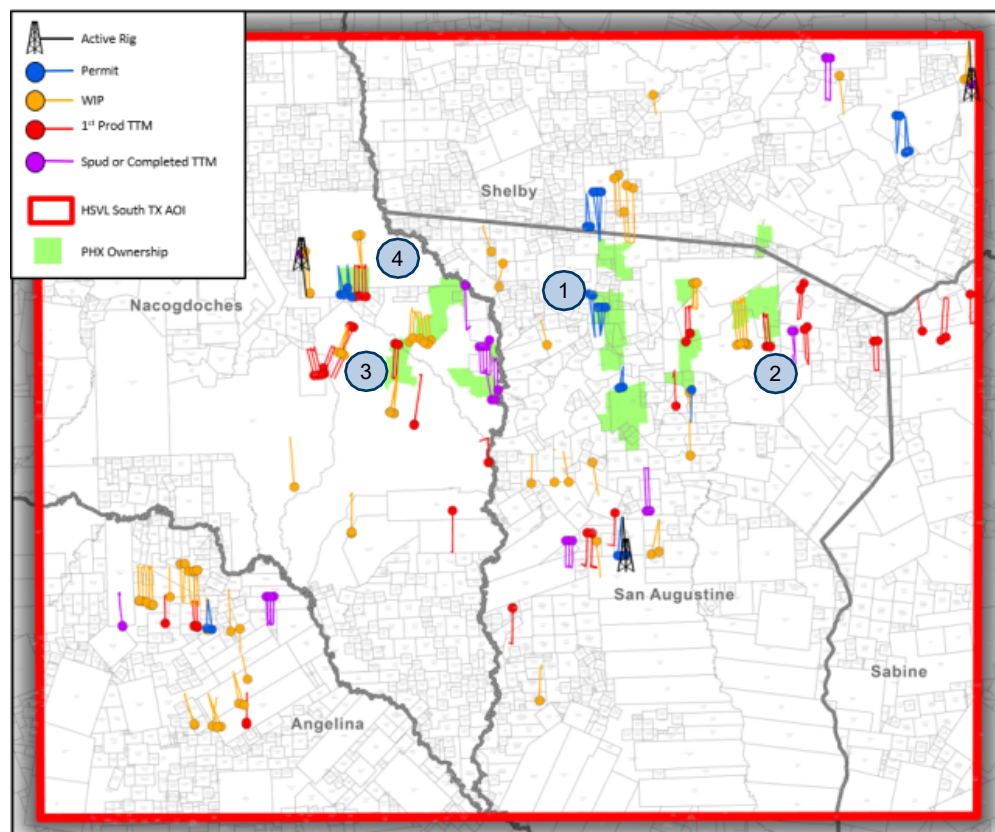 Active Rig
Permit
WIP
1st Prod TTM
Spud or Completed TTM
HSVL South TX AOI
PHX Ownership
Shelby
4
1
Nacogdoches
3
2
San Augustine
Sabine
Angelina